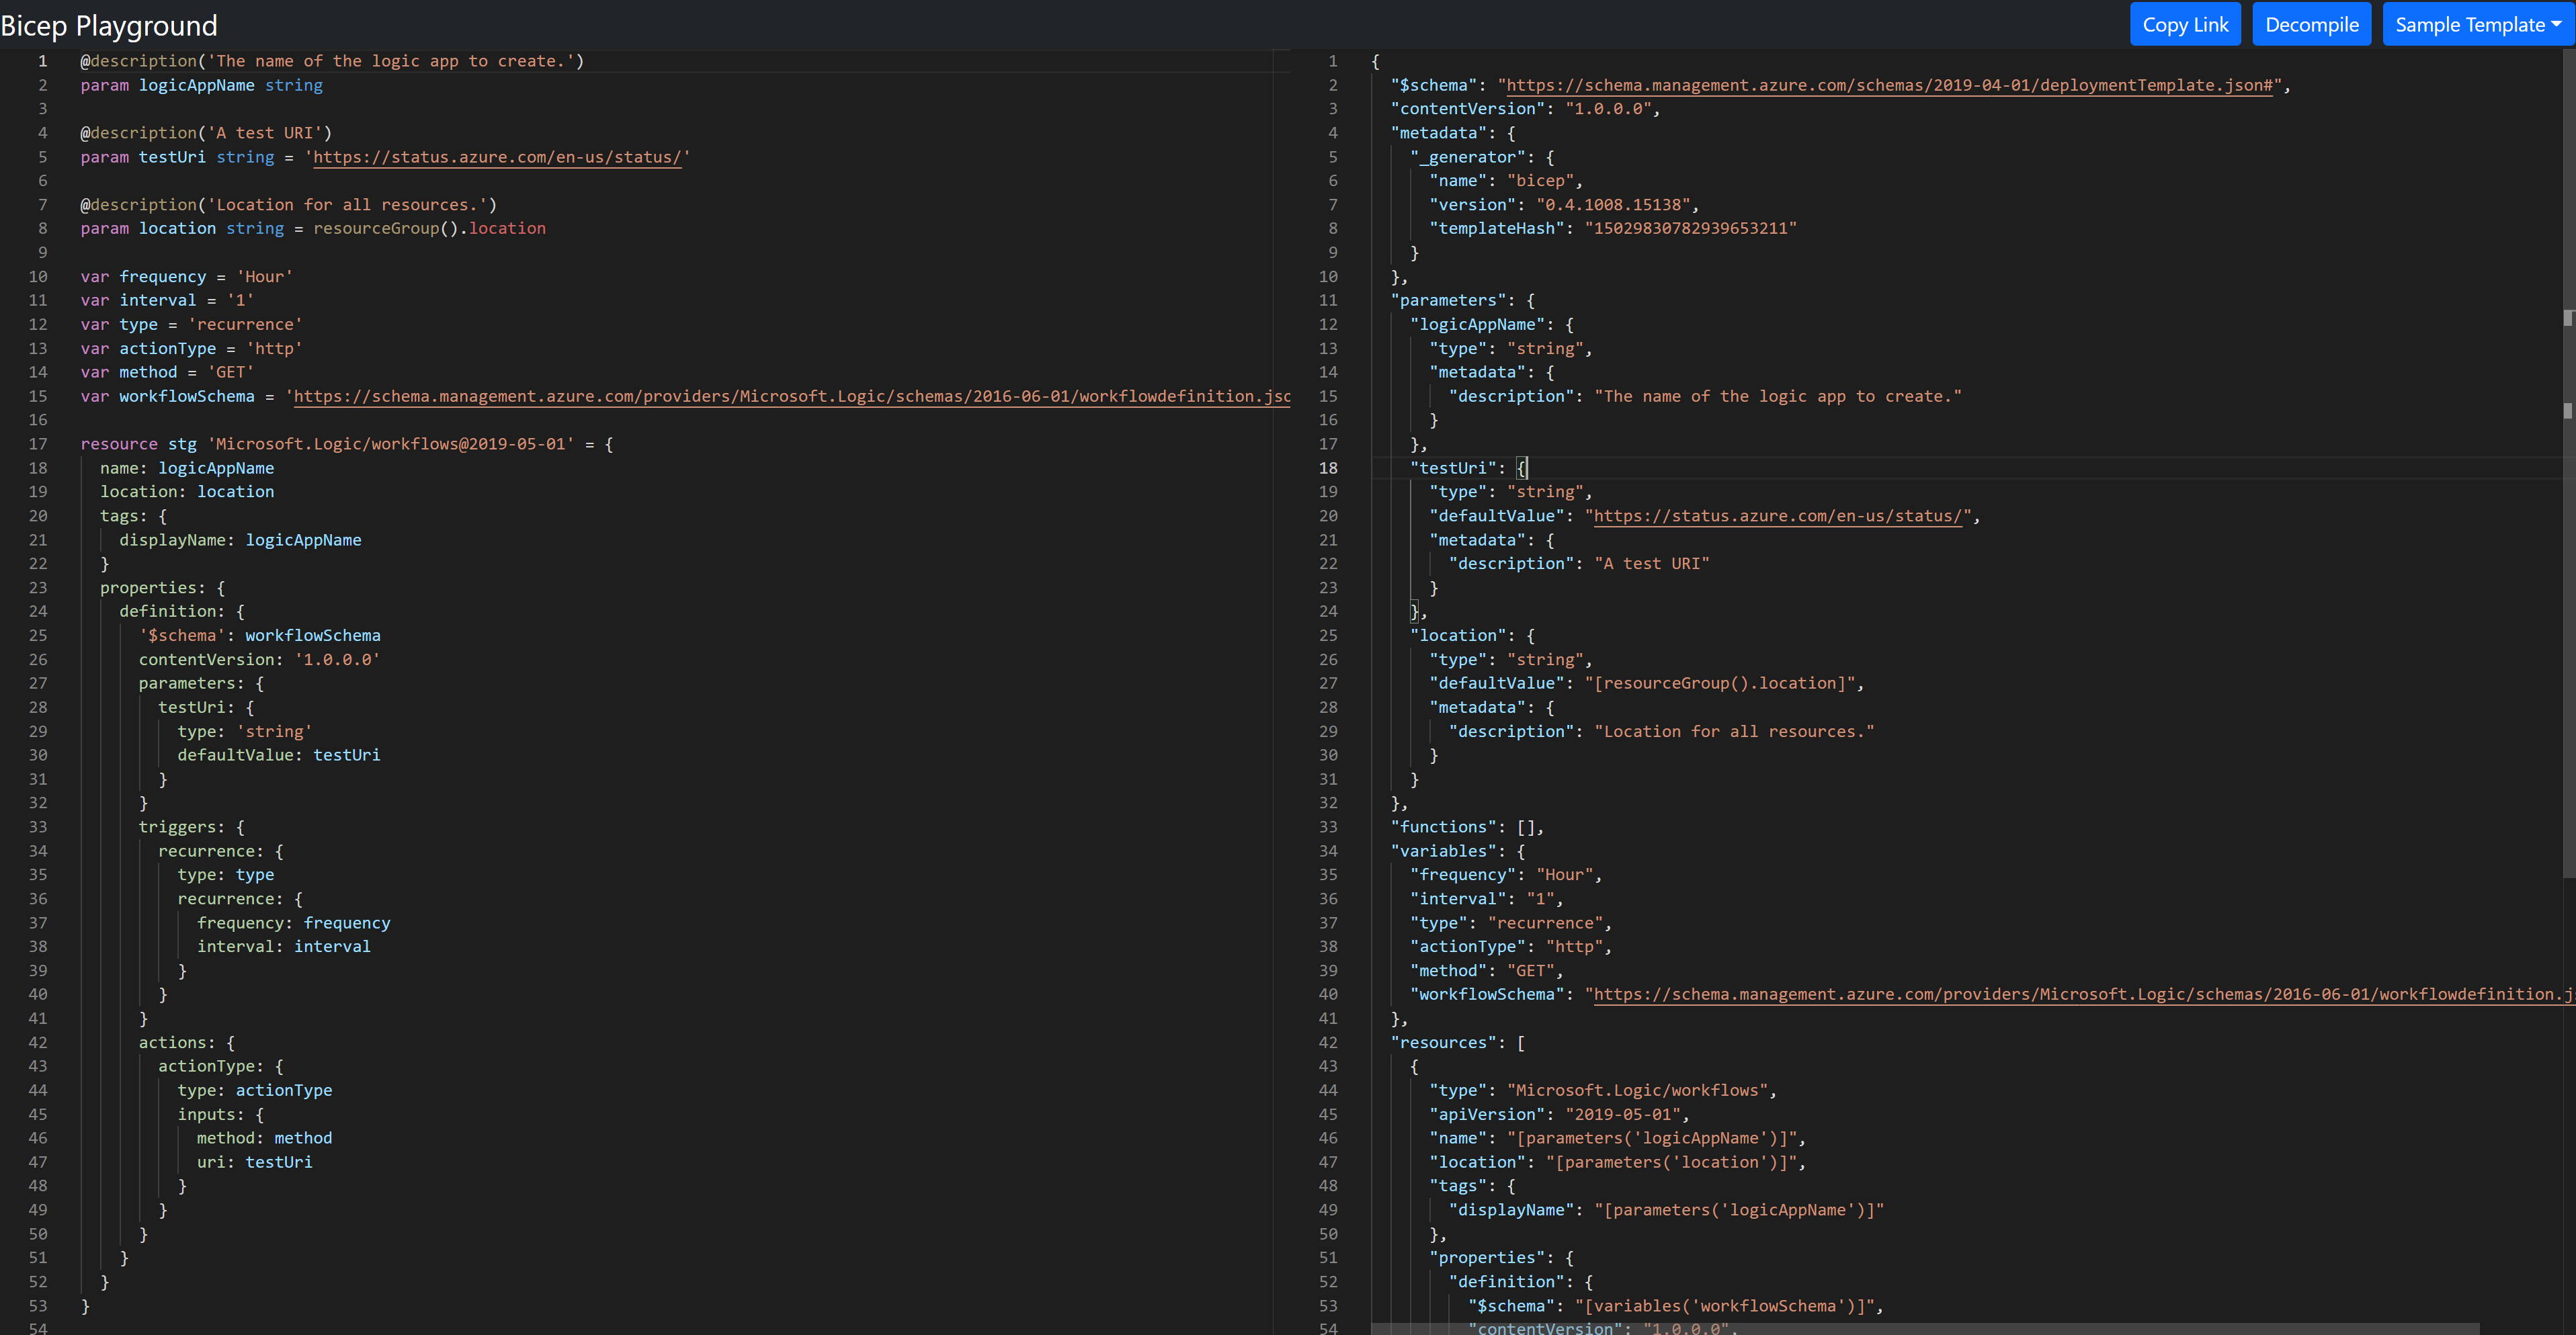 Bicep Playground
Copy Link
Decompile
Sample Template
1 @description('The name of the logic app to create.')
2 param logicAppName string
3
4 @description('A test URI')
5 param testUri string = 'https://status.azure.com/en-us/status/'
6
7 @description('Location for all resources.')
8 param location string = resourceGroup().location
9
10 var frequency = 'Hour'
11 var interval = '1'
12 var type = 'recurrence'
13 var actionType = 'http'
14 var method = 'GET'
15 var workflowSchema = 'https://schema.management.azure.com/providers/Microsoft.Logic/schemas/2016-06-01/workflowdefinition.jsc
16
17 resource stg 'Microsoft.Logic/workflows@2019-05-01' = {
18 name: logicAppName
19 location: location
20 tags: {
21 displayName: logicAppName
22 }
23 properties: {
24 definition: {
25 '$schema': workflowSchema
26 contentVersion: '1.0.0.0'
27 parameters: {
28 testUri: {
29 type: 'string'
30 defaultValue: testUri
31 }
32 }
33 triggers: {
34 recurrence: {
35 type: type
36 recurrence: {
37 frequency: frequency
38 interval: interval
39 }
40 }
41 }
42 actions: {
43 actionType: {
44 type: actionType
45 inputs: {
46 method: method
47 uri: testUri
48 }
49 }
50 }
51 }
52 }
53 }
54
1 {
2 "$schema": "https://schema.management.azure.com/schemas/2019-04-01/deploymentTemplate.json#",
3 "contentVersion": "1.0.0.0",
4 "metadata": {
5 "_generator": {
6 "name": "bicep",
7 "version": "0.4.1008.15138",
8 "templateHash": "15029830782939653211"
9 }
10 },
11 "parameters": {
12 "logicAppName": {
13 "type": "string",
14 "metadata": {
15 "description": "The name of the logic app to create."
16 }
17 },
18 "testUri": {
19 "type": "string",
20 "defaultValue": "https://status.azure.com/en-us/status/",
21 "metadata": {
22 "description": "A test URI"
23 }
24 },
25 "location": {
26 "type": "string",
27 "defaultValue": "[resourceGroup().location]",
28 "metadata": {
29 "description": "Location for all resources."
30 }
31 }
32 },
33 "functions": [],
34 "variables": {
35 "frequency": "Hour",
36 "interval": "1",
37 "type": "recurrence",
38 "actionType": "http",
39 "method": "GET",
40 "workflowSchema": "https://schema.management.azure.com/providers/Microsoft.Logic/schemas/2016-06-01/workflowdefinition.j
41 },
42 "resources": [
43 {
44 "type": "Microsoft.Logic/workflows",
45 "apiVersion": "2019-05-01",
46 "name": "[parameters('logicAppName')]",
47 "location": "[parameters('location')]",
48 "tags": {
49 "displayName": "[parameters('logicAppName')]"
50 },
51 "properties": {
52 "definition": {
53 "$schema": "[variables('workflowSchema')]",
54 "contentVersion": "1.0.0.0",